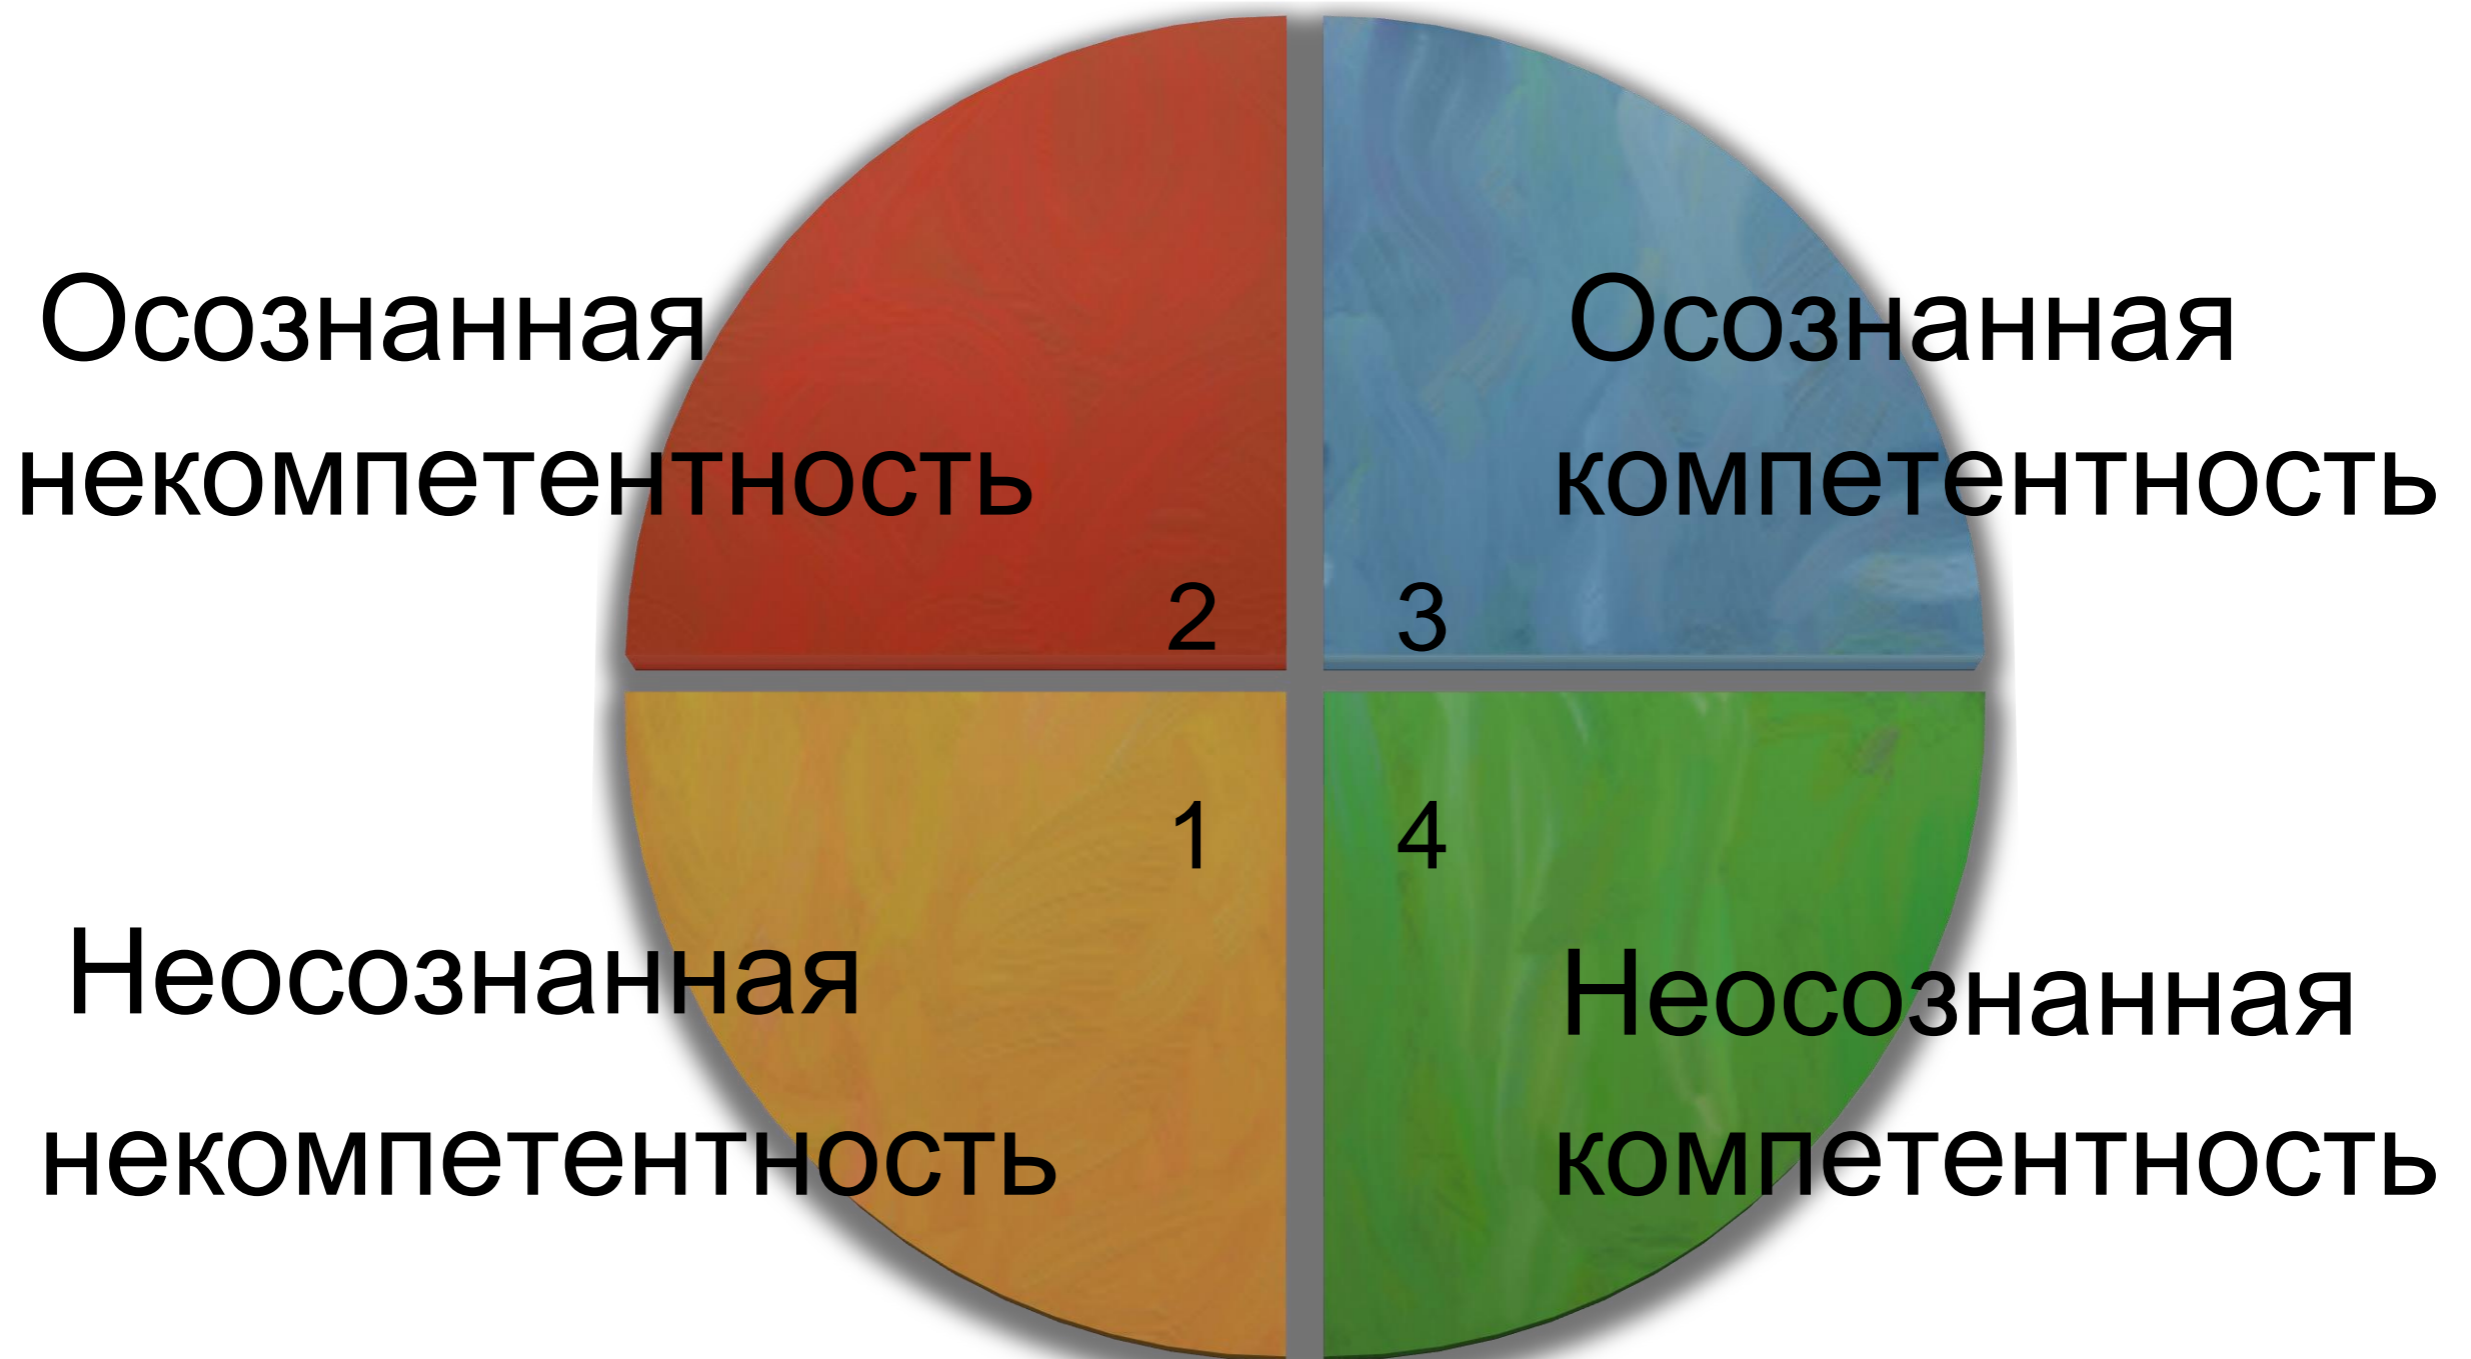 Осознанная
некомпетентность
2
Осознанная
компетентность
3
1
Неосознанная
некомпетентность
4
Неосознанная
компетентность